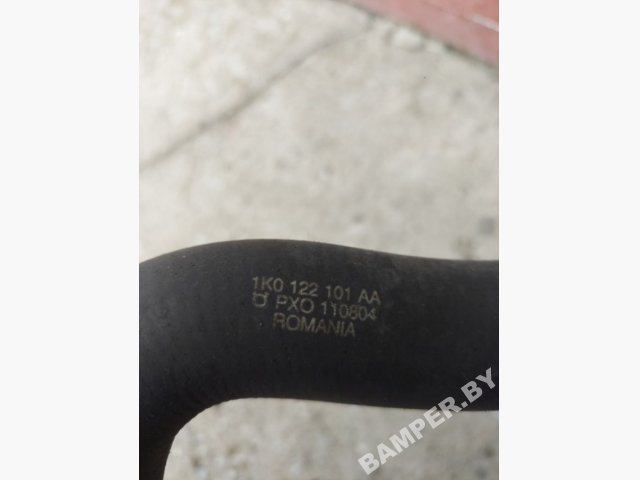 1K0 122 101 AA
PXO 110804
ROMANIA
BAMPER.BY